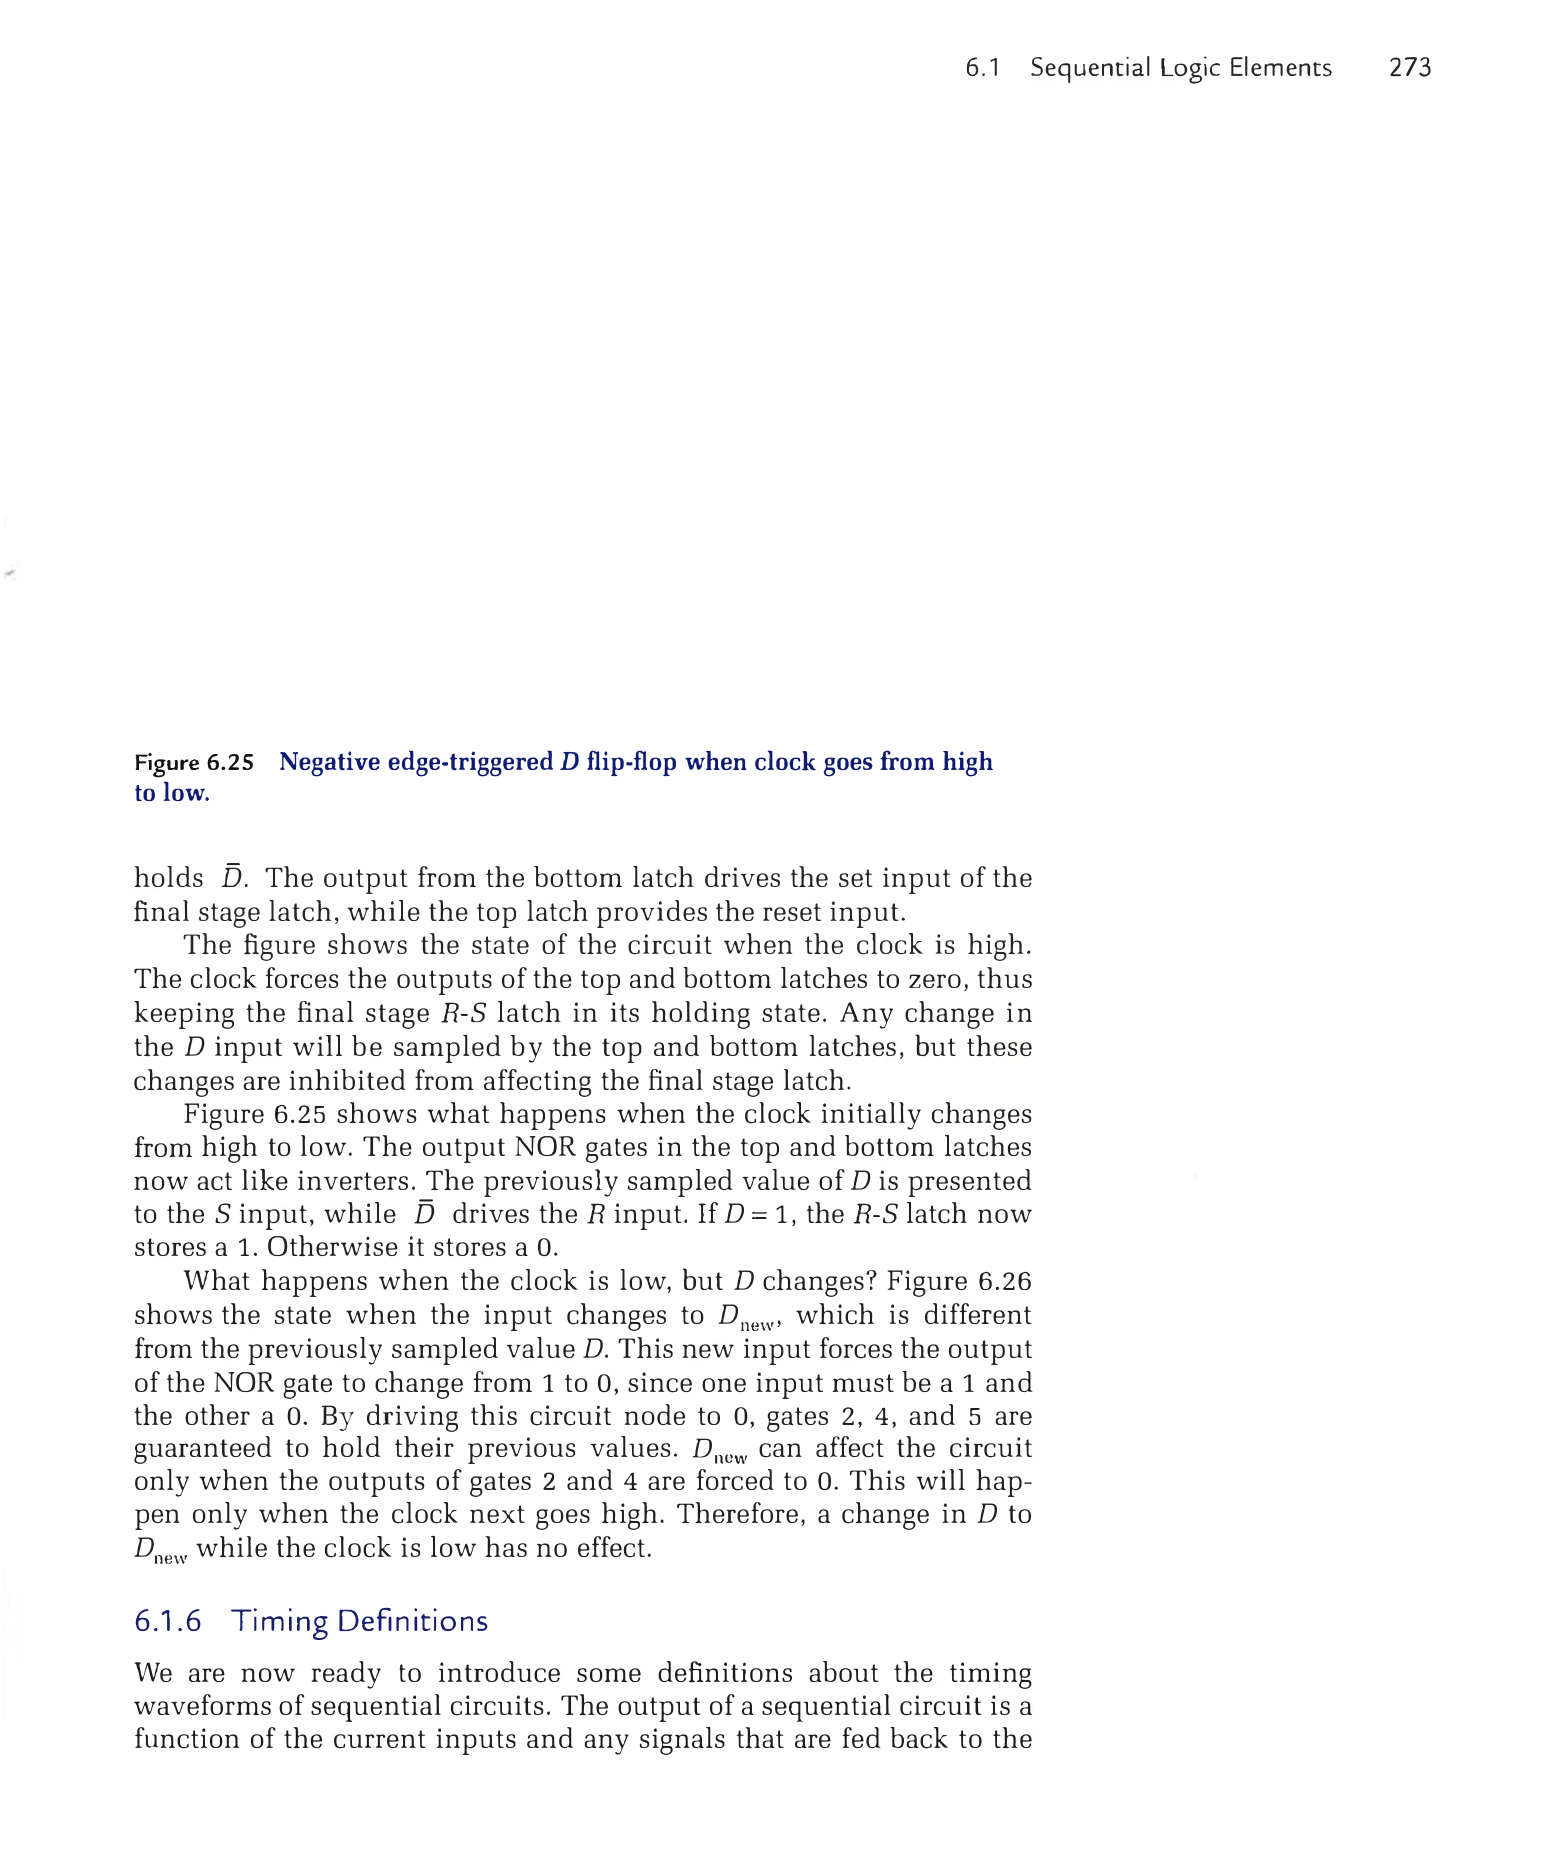 6.1 Sequential Logic Elements 273
Figure 6.25 Negative edge-triggered D flip-flop when clock goes from high
to low.
holds D̄. The output from the bottom latch drives the set input of the
final stage latch, while the top latch provides the reset input.
The figure shows the state of the circuit when the clock is high.
The clock forces the outputs of the top and bottom latches to zero, thus
keeping the final stage R-S latch in its holding state. Any change in
the D input will be sampled by the top and bottom latches, but these
changes are inhibited from affecting the final stage latch.
Figure 6.25 shows what happens when the clock initially changes
from high to low. The output NOR gates in the top and bottom latches
now act like inverters. The previously sampled value of D is presented
to the S input, while D̄ drives the R input. If D = 1, the R-S latch now
stores a 1. Otherwise it stores a 0.
What happens when the clock is low, but D changes? Figure 6.26
shows the state when the input changes to Dnew, which is different
from the previously sampled value D. This new input forces the output
of the NOR gate to change from 1 to 0, since one input must be a 1 and
the other a 0. By driving this circuit node to 0, gates 2, 4, and 5 are
guaranteed to hold their previous values. Dnew can affect the circuit
only when the outputs of gates 2 and 4 are forced to 0. This will hap-
pen only when the clock next goes high. Therefore, a change in D to
Dnew while the clock is low has no effect.
6.1.6 Timing Definitions
We are now ready to introduce some definitions about the timing
waveforms of sequential circuits. The output of a sequential circuit is a
function of the current inputs and any signals that are fed back to the